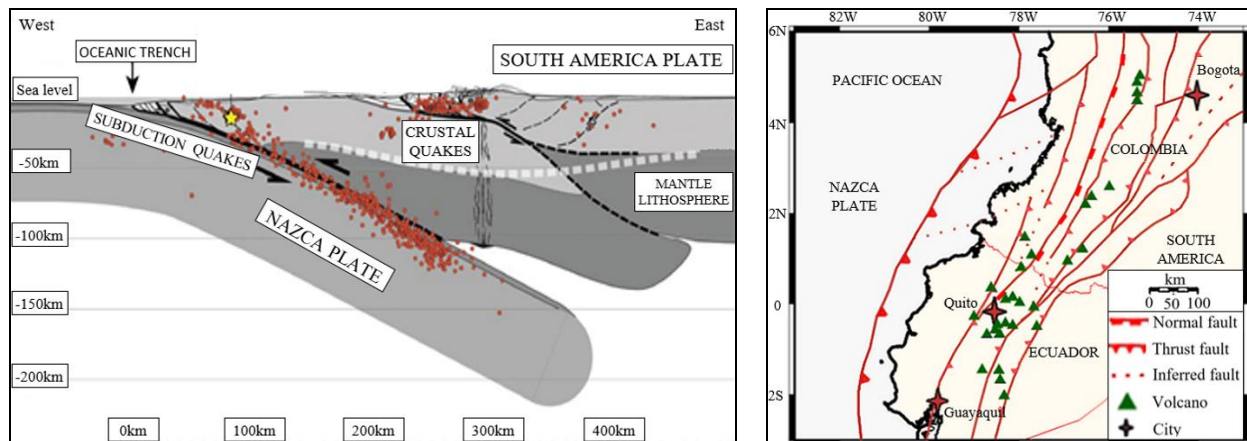 West
East
OCEANIC TRENCH
SOUTH AMERICA PLATE
Sea level
SUBDUCTION QUAKES
CRUSTAL
QUAKES
-50km
MANTLE
LITHOSPHERE
-100km
NAZCA PLATE
-150km
-200km
0km
100km
200km
300km
400km
82W
80W
78W
76W
74W
6N
PACIFIC OCEAN
Bogota
4N
COLOMBIA
NAZCA
PLATE
2N
SOUTH
AMERICA
km
0 50 100
0
Quito
Normal fault
Thrust fault
ECUADOR
Inferred fault
Volcano
2S
Guayaquil
City